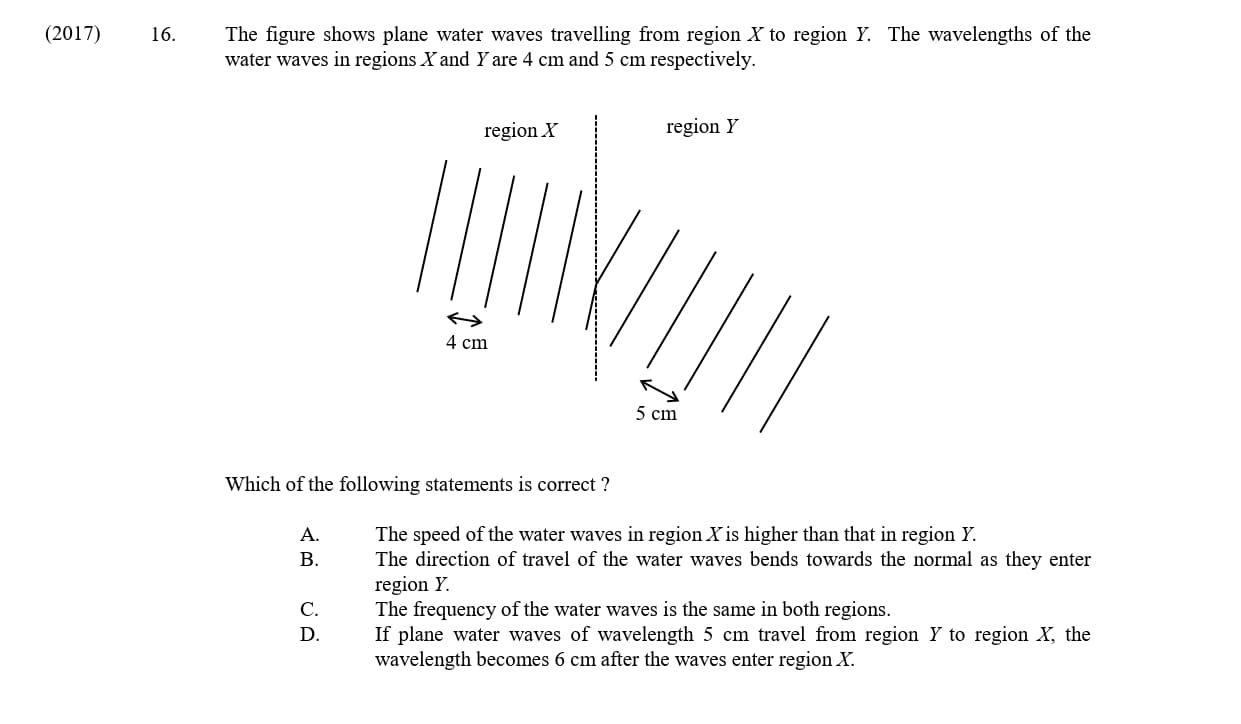 (2017) 16. The figure shows plane water waves travelling from region X to region Y. The wavelengths of the
water waves in regions X and Y are 4 cm and 5 cm respectively.
region X
region Y
4 cm
5 cm
Which of the following statements is correct ?
A. The speed of the water waves in region X is higher than that in region Y.
B. The direction of travel of the water waves bends towards the normal as they enter
region Y.
C. The frequency of the water waves is the same in both regions.
D. If plane water waves of wavelength 5 cm travel from region Y to region X, the
wavelength becomes 6 cm after the waves enter region X.